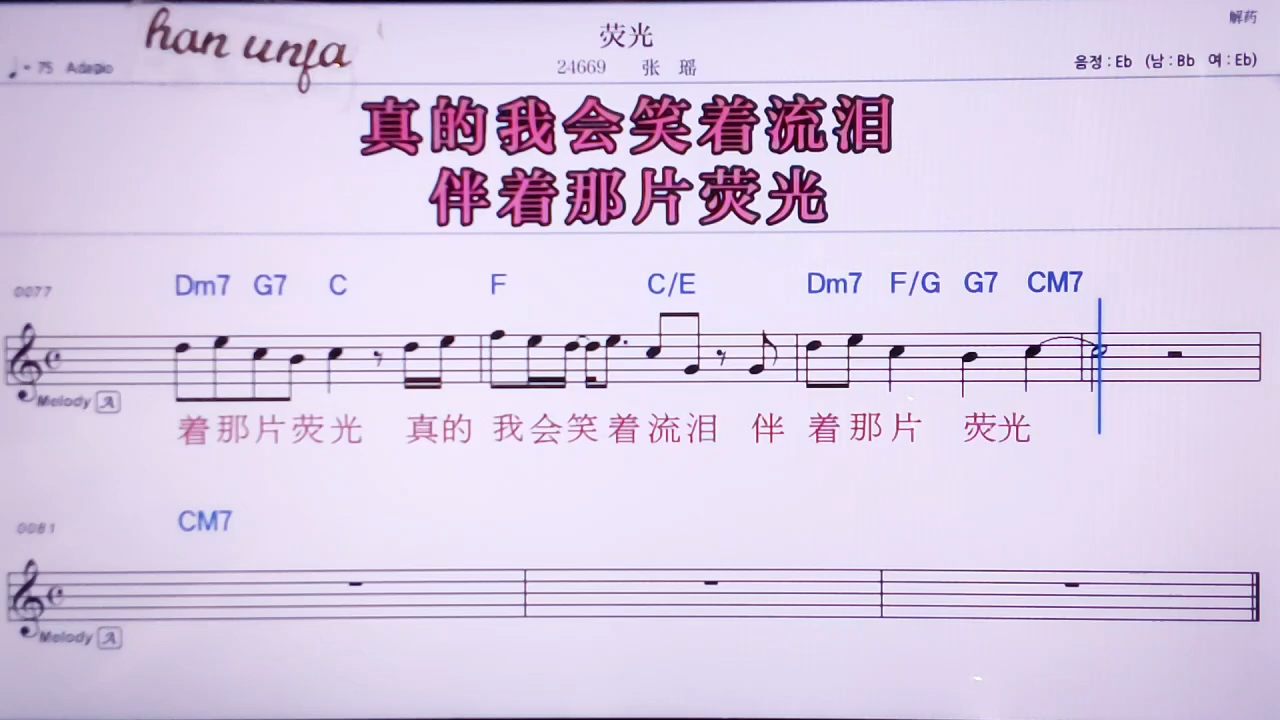 han unfa
荧光
解药
♩ = 75 Adagio
24669 张 瑶
음정 : Eb (남 : Bb 여 : Eb)
真的我会笑着流泪
伴着那片荧光
0077
Dm7 G7 C F C/E Dm7 F/G G7 CM7
Melody A
着那片荧光 真的 我会笑着流泪 伴 着那片 荧光
0081
CM7
Melody A